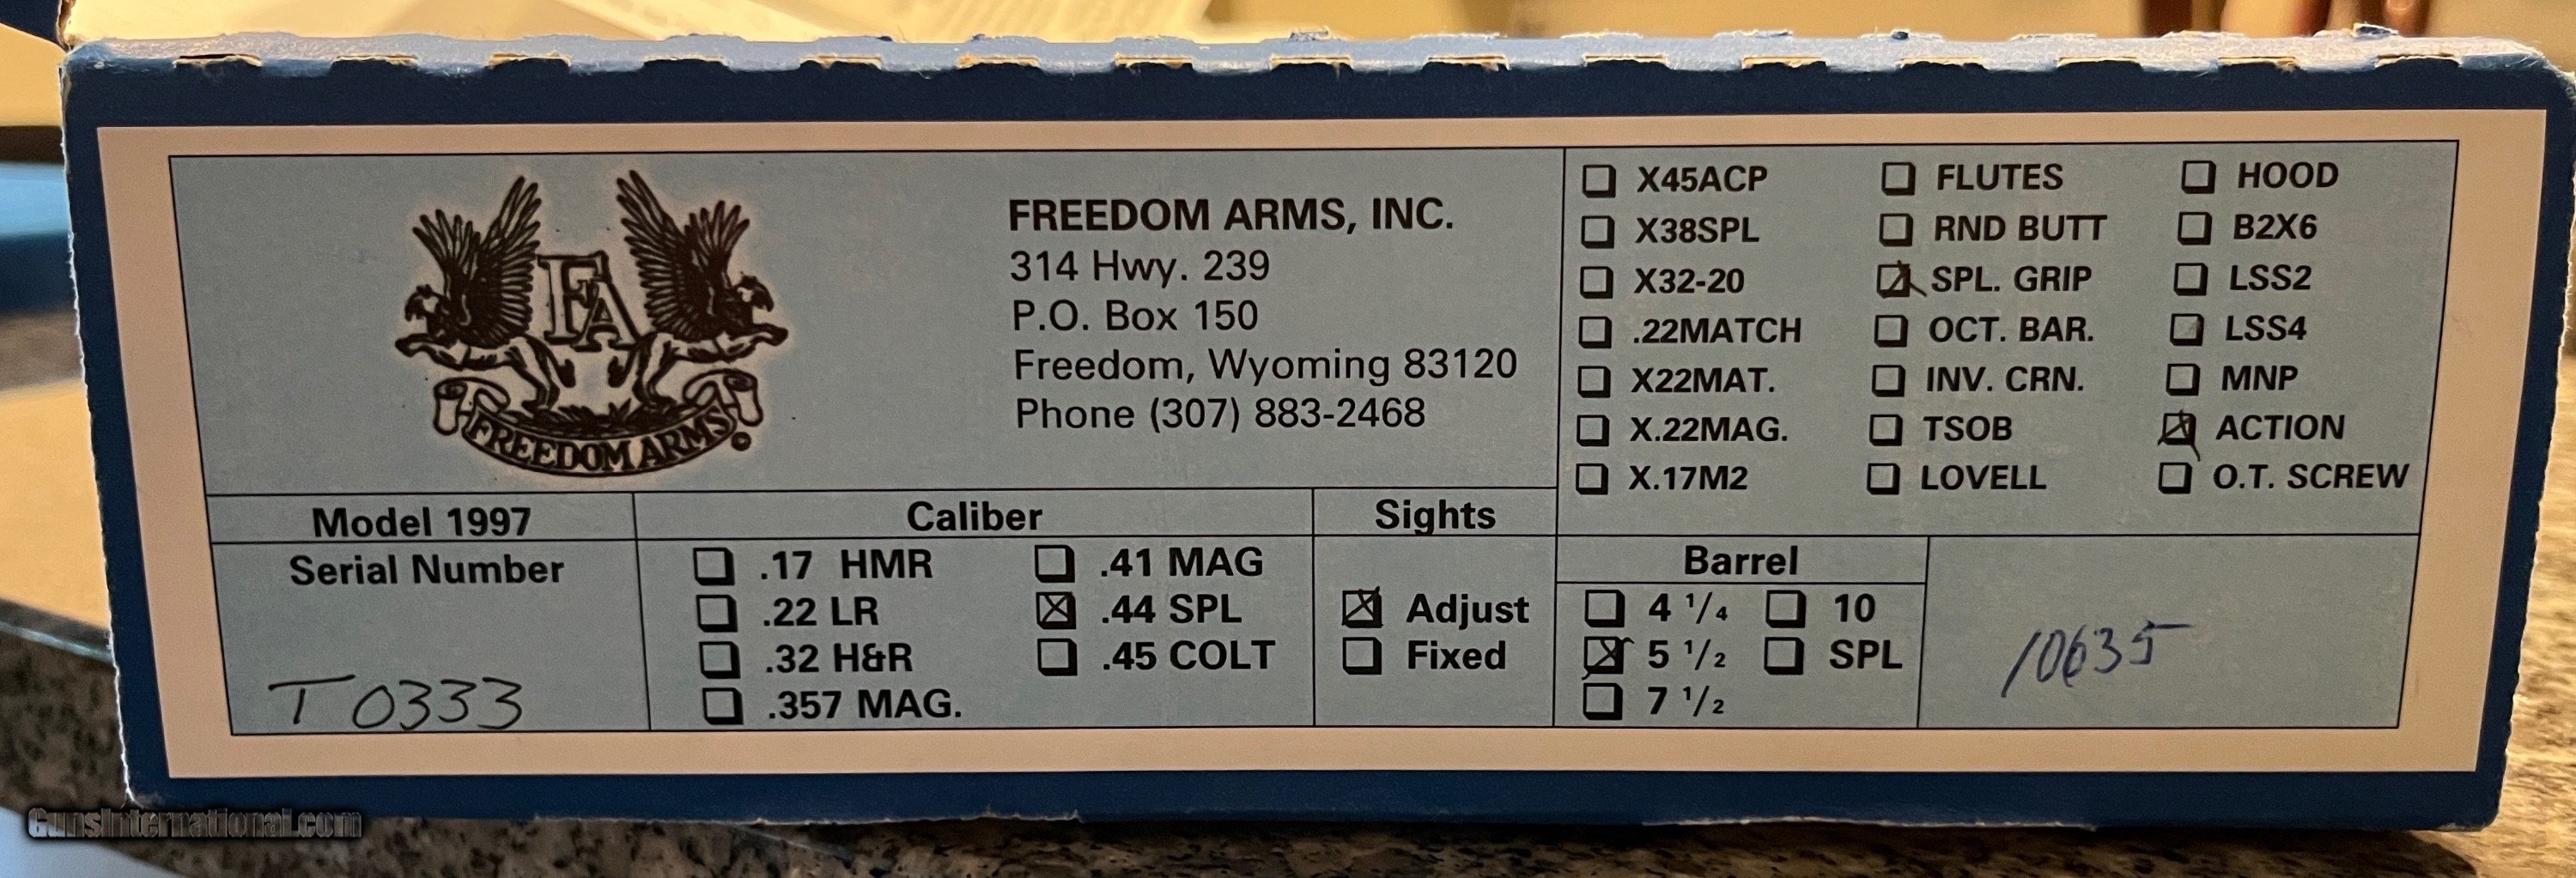 FA
FREEDOM ARMS
FREEDOM ARMS, INC.
314 Hwy. 239
P.O. Box 150
Freedom, Wyoming 83120
Phone (307) 883-2468
X45ACP FLUTES HOOD
X38SPL RND BUTT B2X6
X32-20 SPL. GRIP LSS2
.22MATCH OCT. BAR. LSS4
X22MAT. INV. CRN. MNP
X.22MAG. TSOB ACTION
X.17M2 LOVELL O.T. SCREW
Model 1997 Caliber Sights
Serial Number
T0333
.17 HMR .41 MAG
.22 LR .44 SPL
.32 H&R .45 COLT
.357 MAG.
Adjust
Fixed
Barrel
4 1/4 10
5 1/2 SPL
7 1/2
10635
GunsInternational.com